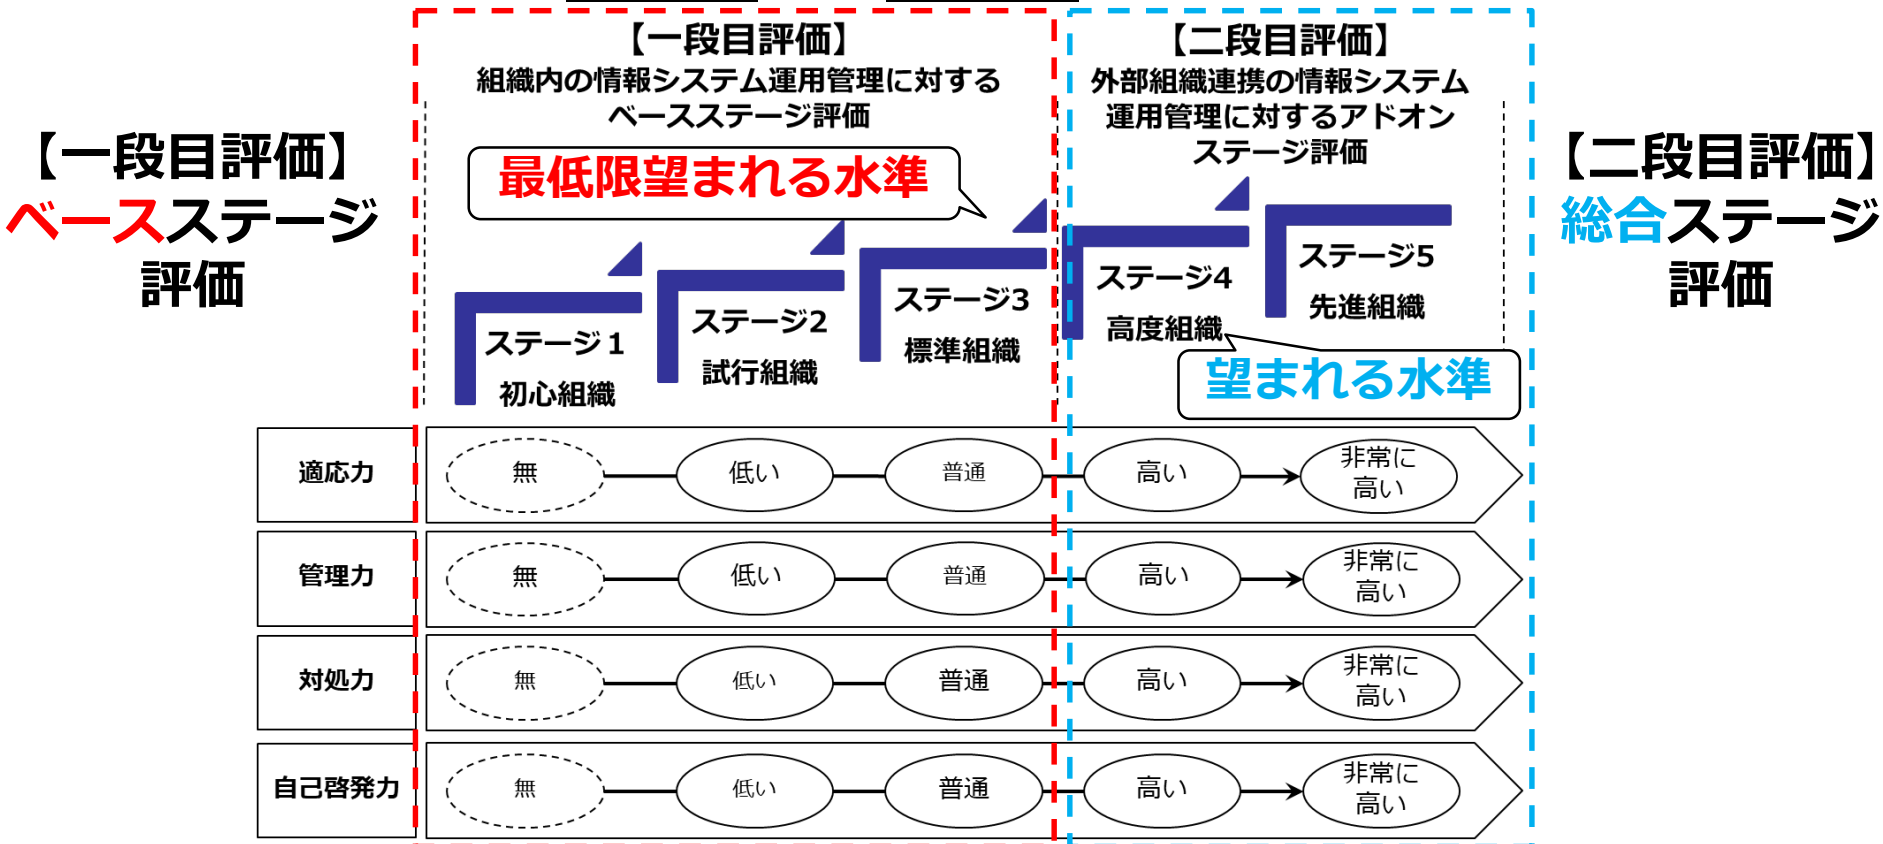 【一段目評価】
ベースステージ
評価
【一段目評価】
組織内の情報システム運用管理に対する
ベースステージ評価
最低限望まれる水準
【二段目評価】
外部組織連携の情報システム
運用管理に対するアドオン
ステージ評価
【二段目評価】
総合ステージ
評価
ステージ１
初心組織
ステージ2
試行組織
ステージ3
標準組織
ステージ4
高度組織
ステージ5
先進組織
望まれる水準
適応力
無
低い
普通
高い
非常に
高い
管理力
無
低い
普通
高い
非常に
高い
対処力
無
低い
普通
高い
非常に
高い
自己啓発力
無
低い
普通
高い
非常に
高い